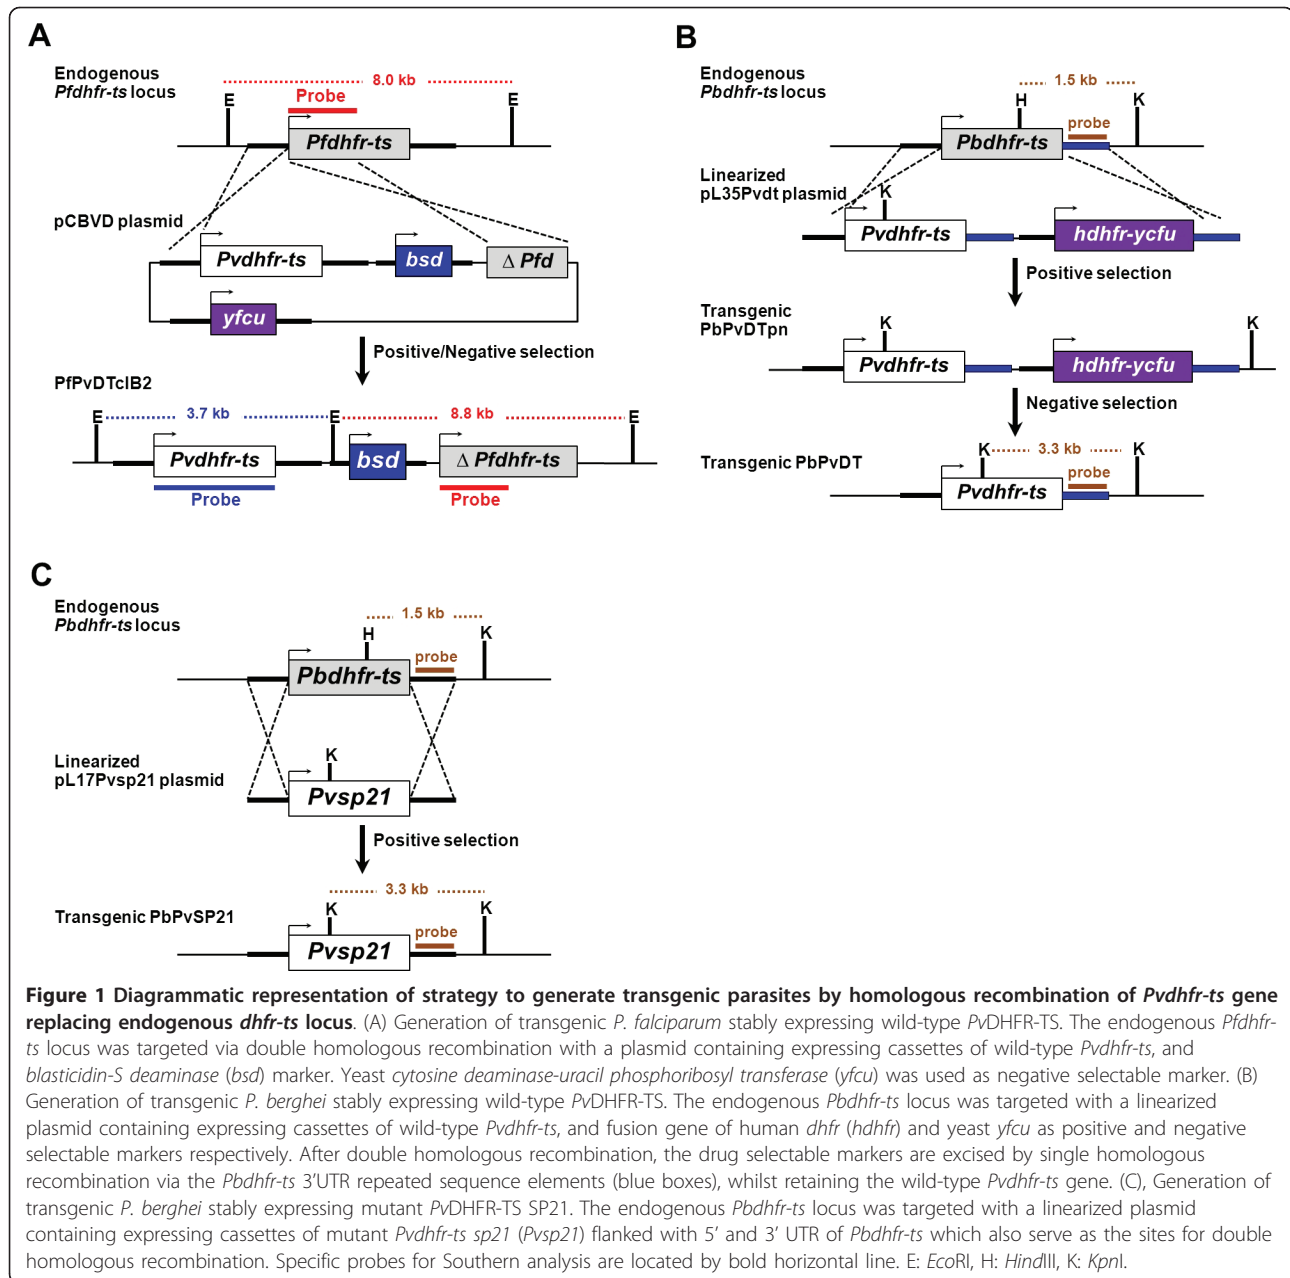 A
Endogenous
Pfdhfr-ts locus
8.0 kb
Probe
E
E
Pfdhfr-ts
pCBVD plasmid
Pvdhfr-ts
bsd
Δ Pfd
yfcu
Positive/Negative selection
PfPvDTclB2
E
3.7 kb
E
8.8 kb
E
Pvdhfr-ts
bsd
Δ Pfdhfr-ts
Probe
Probe
B
Endogenous
Pbdhfr-ts locus
1.5 kb
H
K
probe
Pbdhfr-ts
Linearized
pL35Pvdt plasmid
K
Pvdhfr-ts
hdhfr-ycfu
Positive selection
Transgenic
PbPvDTpn
K
K
Pvdhfr-ts
hdhfr-ycfu
Negative selection
Transgenic PbPvDT
K
3.3 kb
K
probe
Pvdhfr-ts
C
Endogenous
Pbdhfr-ts locus
1.5 kb
H
K
probe
Pbdhfr-ts
Linearized
pL17Pvsp21 plasmid
K
Pvsp21
Positive selection
3.3 kb
Transgenic PbPvSP21
K
K
probe
Pvsp21
Figure 1 Diagrammatic representation of strategy to generate transgenic parasites by homologous recombination of Pvdhfr-ts gene
replacing endogenous dhfr-ts locus. (A) Generation of transgenic P. falciparum stably expressing wild-type PvDHFR-TS. The endogenous Pfdhfr-
ts locus was targeted via double homologous recombination with a plasmid containing expressing cassettes of wild-type Pvdhfr-ts, and
blasticidin-S deaminase (bsd) marker. Yeast cytosine deaminase-uracil phosphoribosyl transferase (yfcu) was used as negative selectable marker. (B)
Generation of transgenic P. berghei stably expressing wild-type PvDHFR-TS. The endogenous Pbdhfr-ts locus was targeted with a linearized
plasmid containing expressing cassettes of wild-type Pvdhfr-ts, and fusion gene of human dhfr (hdhfr) and yeast yfcu as positive and negative
selectable markers respectively. After double homologous recombination, the drug selectable markers are excised by single homologous
recombination via the Pbdhfr-ts 3'UTR repeated sequence elements (blue boxes), whilst retaining the wild-type Pvdhfr-ts gene. (C), Generation of
transgenic P. berghei stably expressing mutant PvDHFR-TS SP21. The endogenous Pbdhfr-ts locus was targeted with a linearized plasmid
containing expressing cassettes of mutant Pvdhfr-ts sp21 (Pvsp21) flanked with 5' and 3' UTR of Pbdhfr-ts which also serve as the sites for double
homologous recombination. Specific probes for Southern analysis are located by bold horizontal line. E: EcoRI, H: HindIII, K: KpnI.